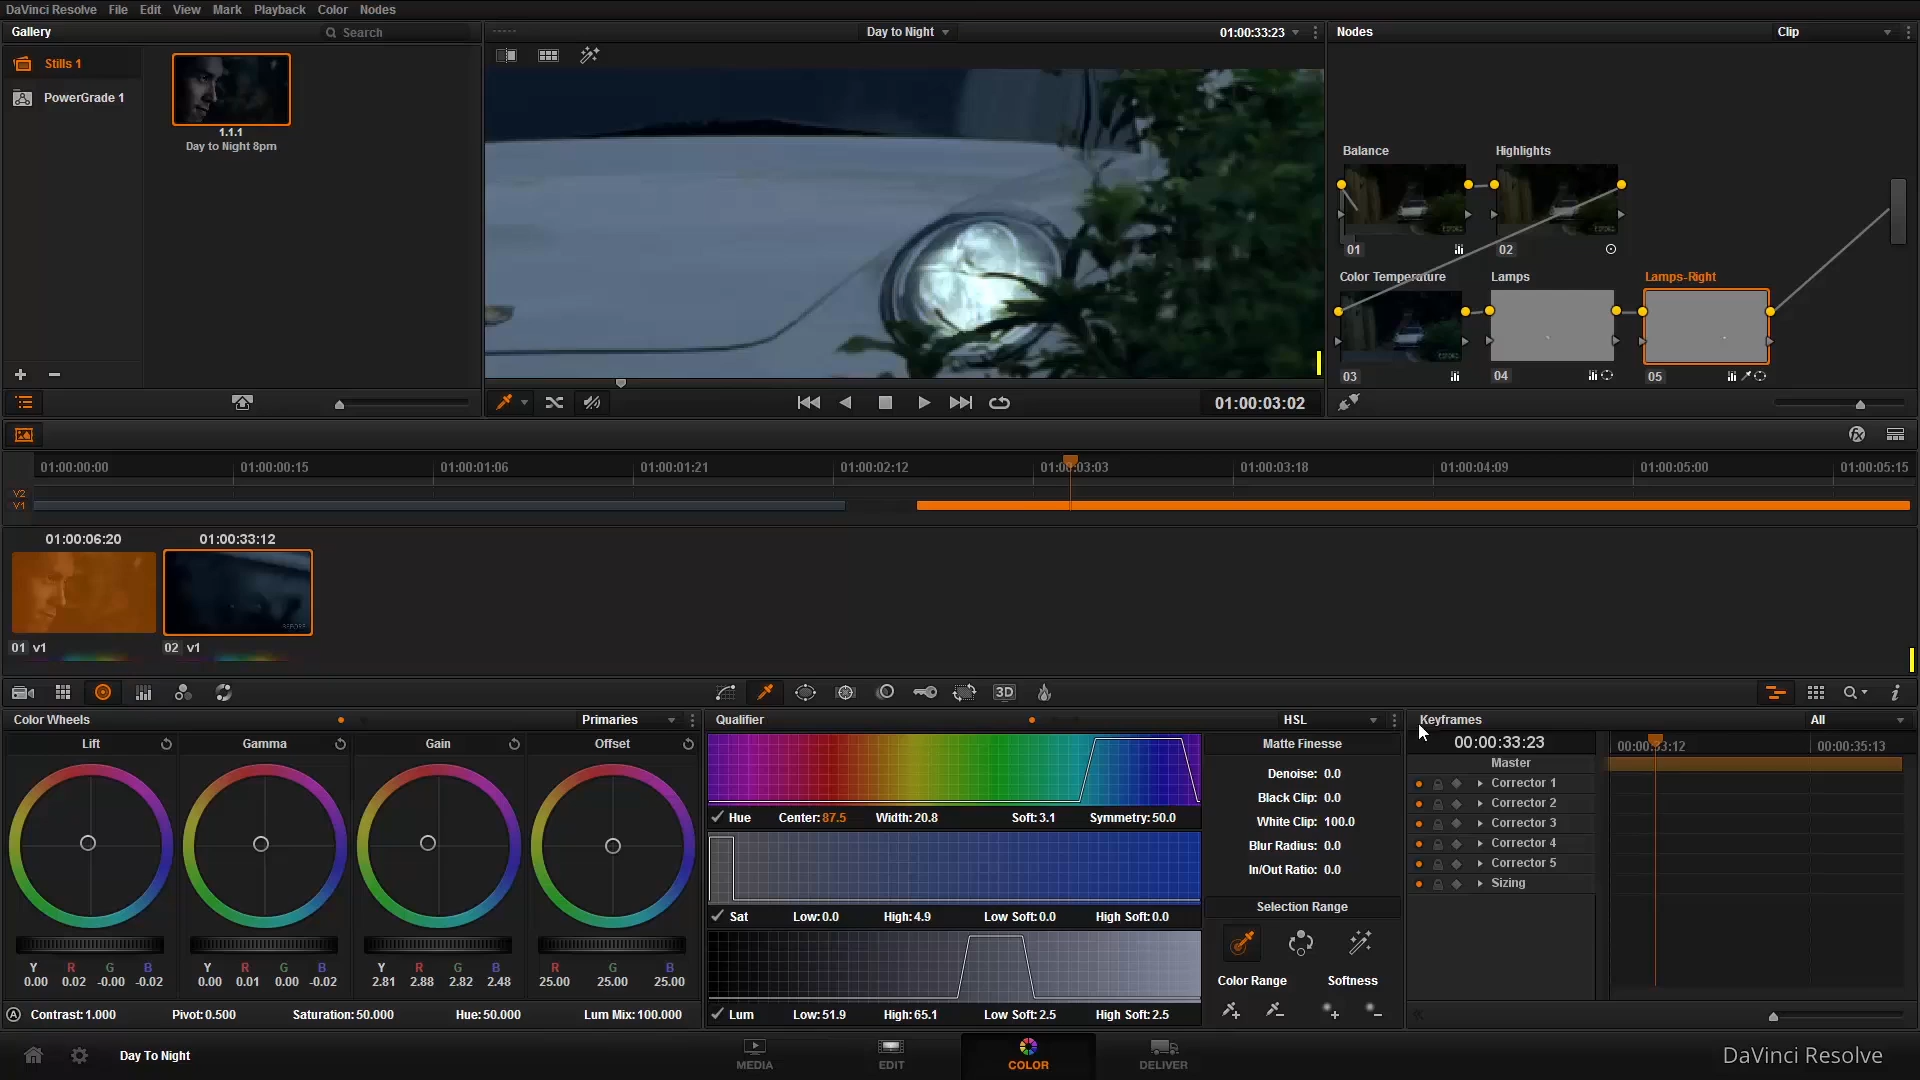 DaVinci Resolve File Edit View Mark Playback Color Nodes
Gallery
Search
Day to Night
01:00:33:23
Nodes
Clip
Stills 1
PowerGrade 1
1.1.1
Day to Night 8pm
Balance
Highlights
01
02
Color Temperature
Lamps
Lamps-Right
03
04
05
01:00:03:02
01:00:00:00 01:00:00:15 01:00:01:06 01:00:01:21 01:00:02:12 01:00:03:03 01:00:03:18 01:00:04:09 01:00:05:00 01:00:05:15
V2
V1
01:00:06:20
01:00:33:12
01 v1
02 v1
3D
Color Wheels
Primaries
Qualifier
HSL
Keyframes
All
Lift
Gamma
Gain
Offset
Y R G B
0.00 0.02 -0.00 -0.02
Y R G B
0.00 0.01 0.00 -0.02
Y R G B
2.81 2.88 2.82 2.48
R G B
25.00 25.00 25.00
A Contrast:1.000 Pivot:0.500 Saturation:50.000 Hue:50.000 Lum Mix:100.000
Hue Center:87.5 Width:20.8 Soft:3.1 Symmetry:50.0
Sat Low:0.0 High:4.9 Low Soft:0.0 High Soft:0.0
Lum Low:51.9 High:65.1 Low Soft:2.5 High Soft:2.5
Matte Finesse
Denoise: 0.0
Black Clip: 0.0
White Clip: 100.0
Blur Radius: 0.0
In/Out Ratio: 0.0
Selection Range
Color Range
Softness
00:00:33:23
00:00:33:12
00:00:35:13
Master
Corrector 1
Corrector 2
Corrector 3
Corrector 4
Corrector 5
Sizing
Day To Night
MEDIA
EDIT
COLOR
DELIVER
DaVinci Resolve